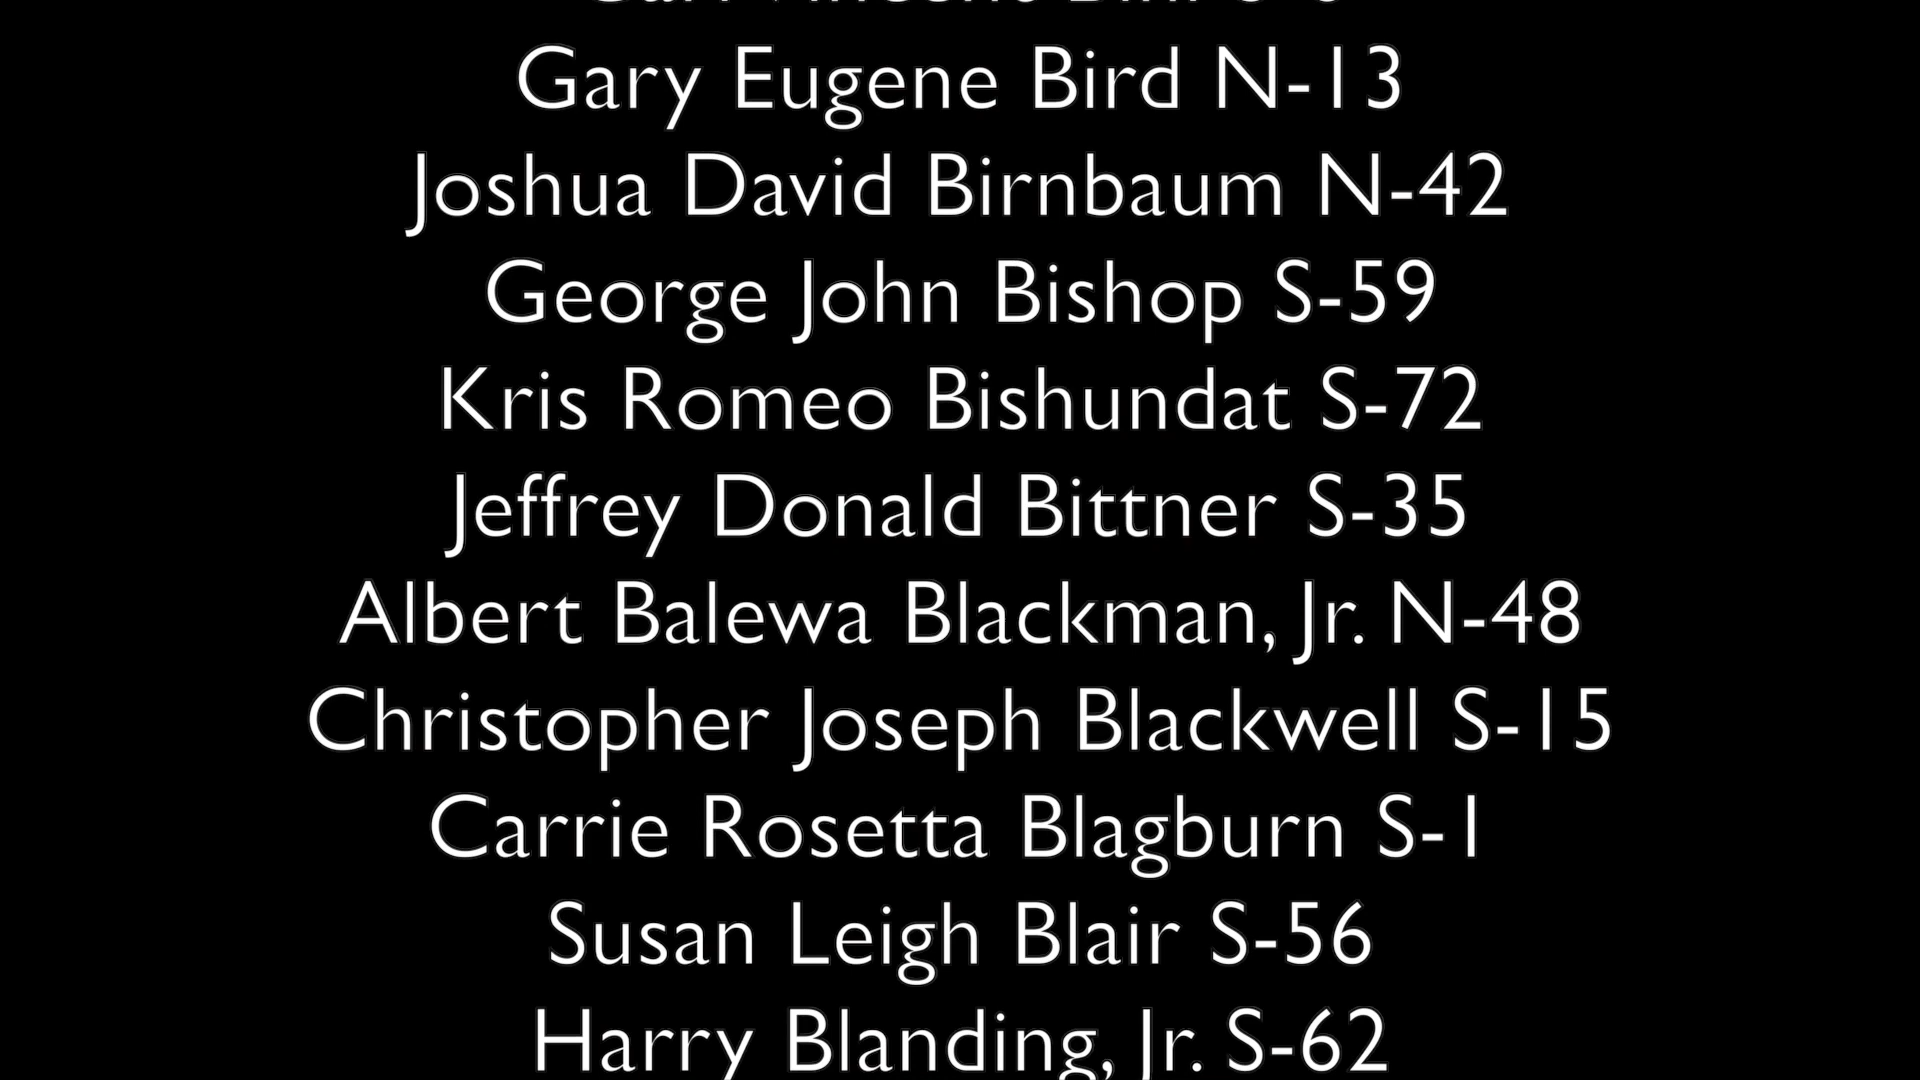 Gary Eugene Bird N-13
Joshua David Birnbaum N-42
George John Bishop S-59
Kris Romeo Bishundat S-72
Jeffrey Donald Bittner S-35
Albert Balewa Blackman, Jr. N-48
Christopher Joseph Blackwell S-15
Carrie Rosetta Blagburn S-1
Susan Leigh Blair S-56
Harry Blanding, Jr. S-62